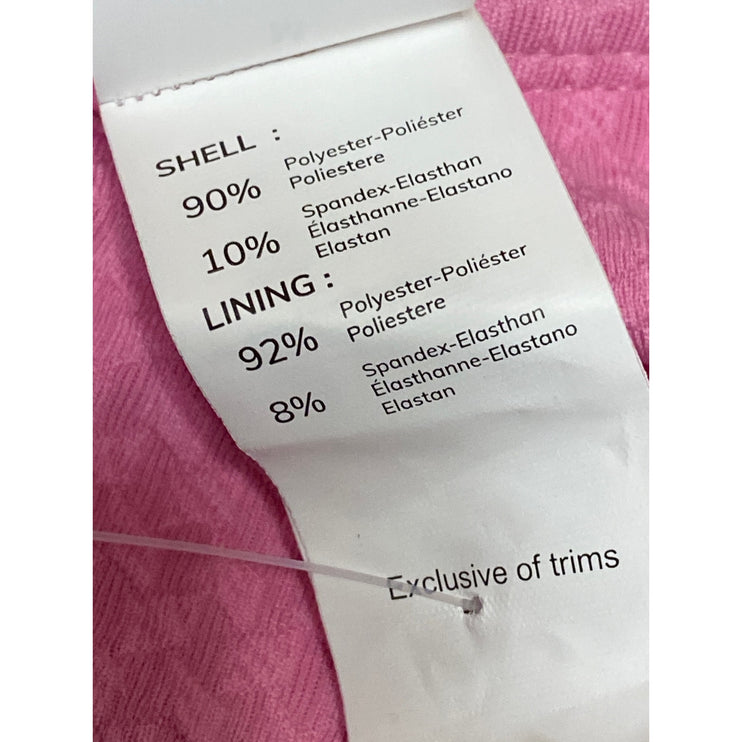 SHELL :
90% Polyester-Poliéster
Poliestere
10% Spandex-Elasthan
Élasthanne-Elastano
Elastan
LINING :
92% Polyester-Poliéster
Poliestere
8% Spandex-Elasthan
Élasthanne-Elastano
Elastan
Exclusive of trims